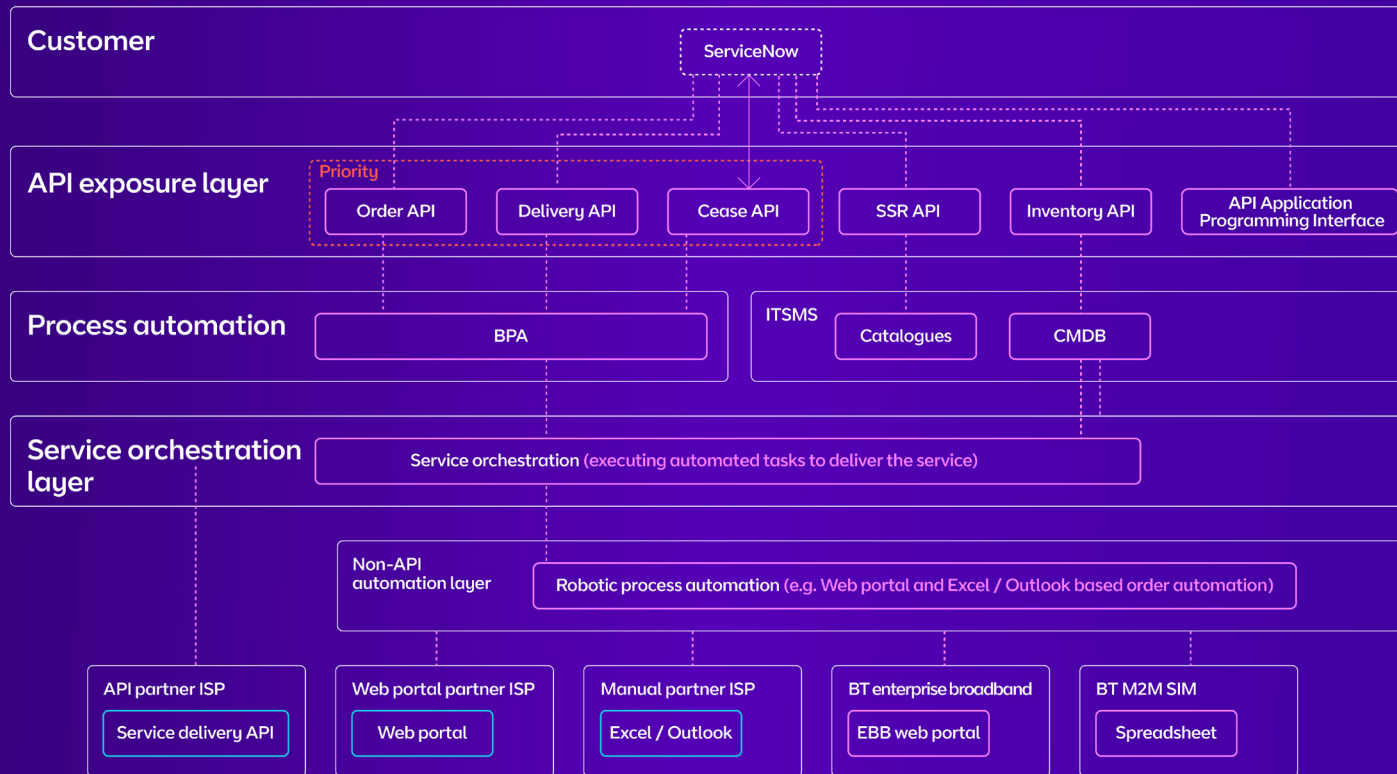 Customer
ServiceNow
API exposure layer
Priority
Order API
Delivery API
Cease API
SSR API
Inventory API
API Application
Programming Interface
Process automation
BPA
ITSMS
Catalogues
CMDB
Service orchestration
layer
Service orchestration (executing automated tasks to deliver the service)
Non-API
automation layer
Robotic process automation (e.g. Web portal and Excel / Outlook based order automation)
API partner ISP
Service delivery API
Web portal partner ISP
Web portal
Manual partner ISP
Excel / Outlook
BT enterprise broadband
EBB web portal
BT M2M SIM
Spreadsheet